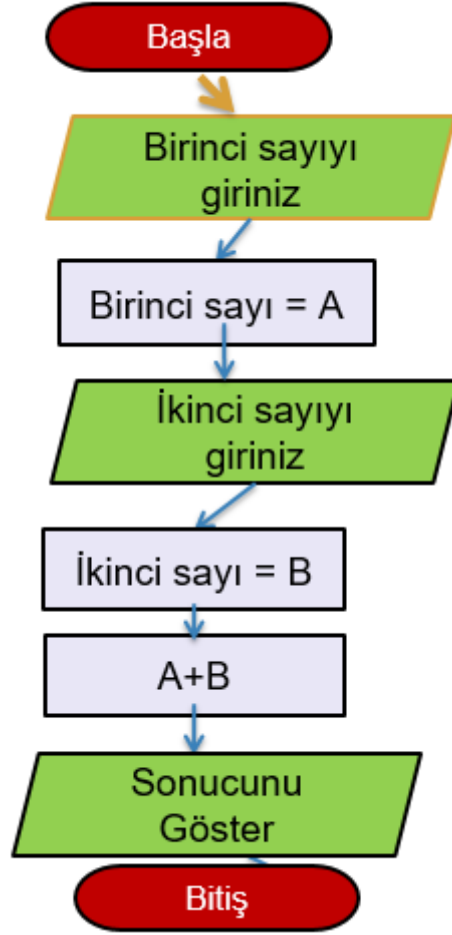 Başla
Birinci sayıyı
giriniz
Birinci sayı = A
İkinci sayıyı
giriniz
İkinci sayı = B
A+B
Sonucunu
Göster
Bitiş